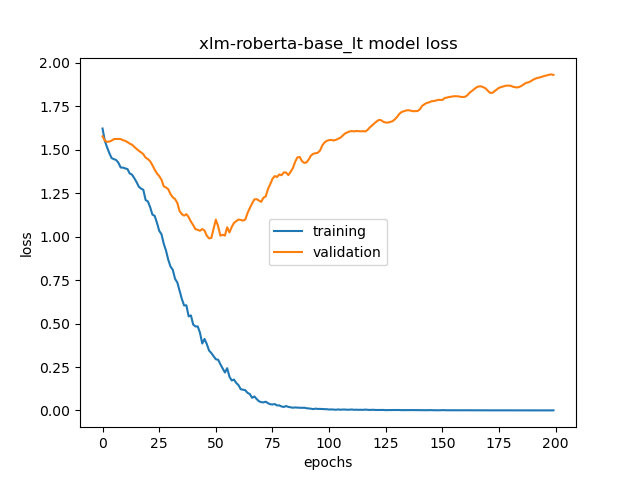 xlm-roberta-base_lt model loss
2.00
1.75
1.50
1.25
1.00
0.75
0.50
0.25
0.00
loss
training
validation
0 25 50 75 100 125 150 175 200
epochs